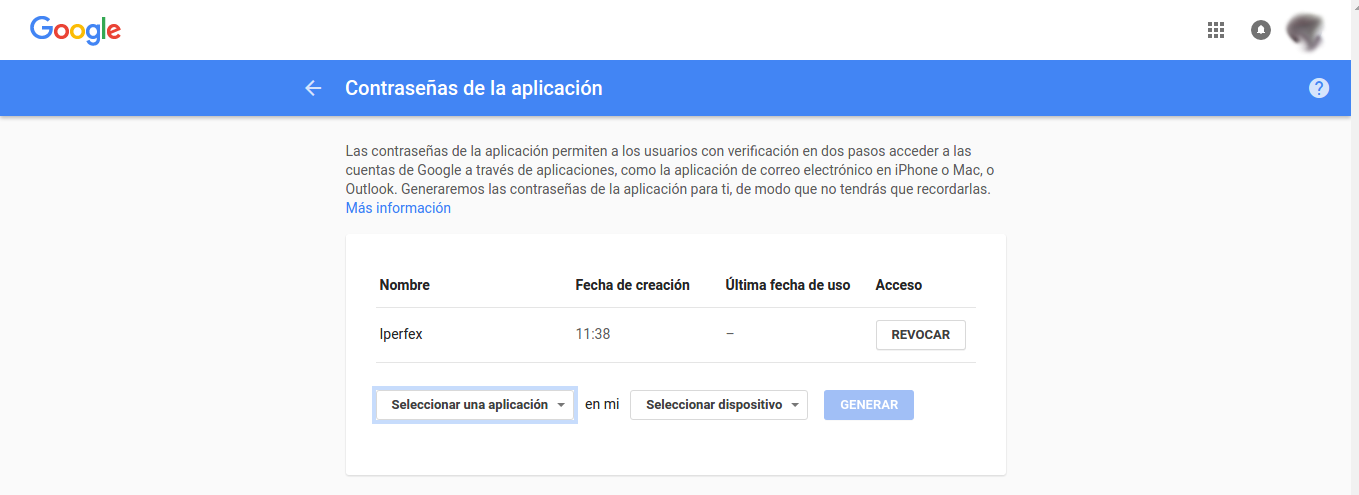 Google
Contraseñas de la aplicación
?
Las contraseñas de la aplicación permiten a los usuarios con verificación en dos pasos acceder a las
cuentas de Google a través de aplicaciones, como la aplicación de correo electrónico en iPhone o Mac, o
Outlook. Generaremos las contraseñas de la aplicación para ti, de modo que no tendrás que recordarlas.
Más información
Nombre Fecha de creación Última fecha de uso Acceso
Iperfex 11:38 – REVOCAR
Seleccionar una aplicación en mi Seleccionar dispositivo GENERAR